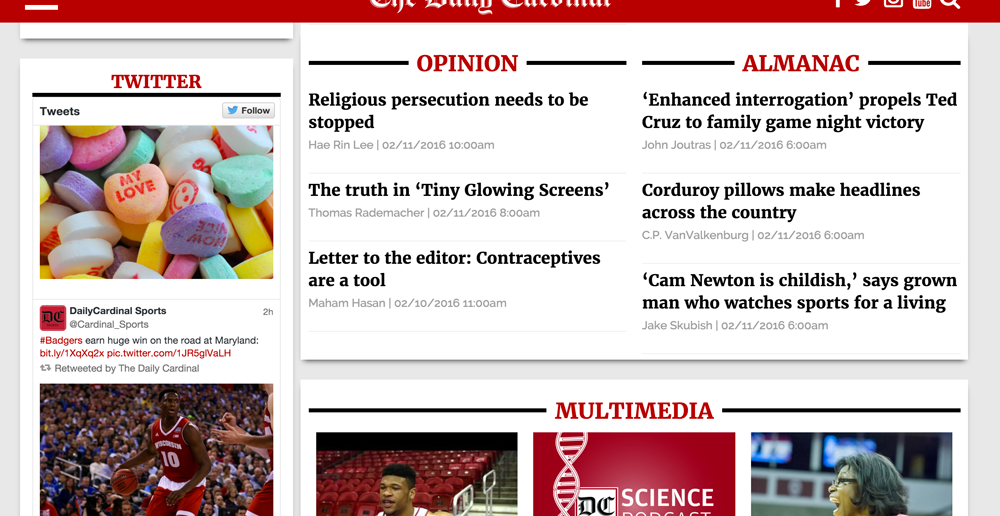 The Daily Cardinal
TWITTER
Tweets
Follow
MY
LOVE
NICE
WOW
DailyCardinal Sports
2h
@Cardinal_Sports
#Badgers earn huge win on the road at Maryland:
bit.ly/1XqXq2x pic.twitter.com/1JR5glVaLH
Retweeted by The Daily Cardinal
WISCONSIN
10
OPINION
Religious persecution needs to be
stopped
Hae Rin Lee | 02/11/2016 10:00am
The truth in ‘Tiny Glowing Screens’
Thomas Rademacher | 02/11/2016 8:00am
Letter to the editor: Contraceptives
are a tool
Maham Hasan | 02/10/2016 11:00am
ALMANAC
‘Enhanced interrogation’ propels Ted
Cruz to family game night victory
John Joutras | 02/11/2016 6:00am
Corduroy pillows make headlines
across the country
C.P. VanValkenburg | 02/11/2016 6:00am
‘Cam Newton is childish,’ says grown
man who watches sports for a living
Jake Skubish | 02/11/2016 6:00am
MULTIMEDIA
DC
SCIENCE
PODCAST